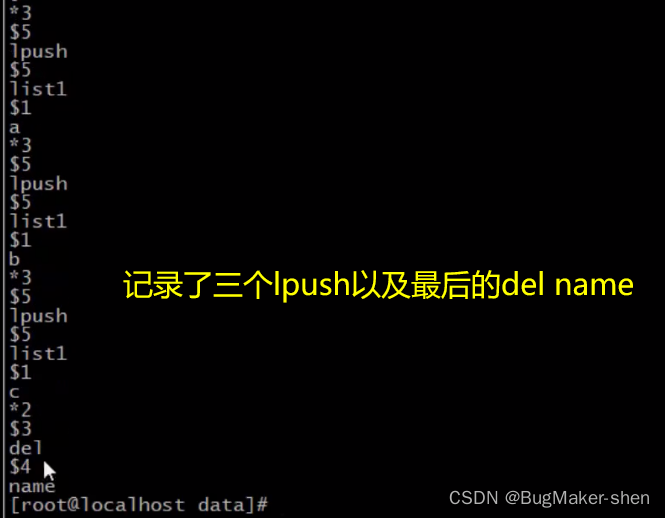 *3
$5
lpush
$5
list1
$1
a
*3
$5
lpush
$5
list1
$1
b
*3
$5
lpush
$5
list1
$1
c
*2
$3
del
$4
name
[root@localhost data]#
记录了三个lpush以及最后的del name
CSDN @BugMaker-shen